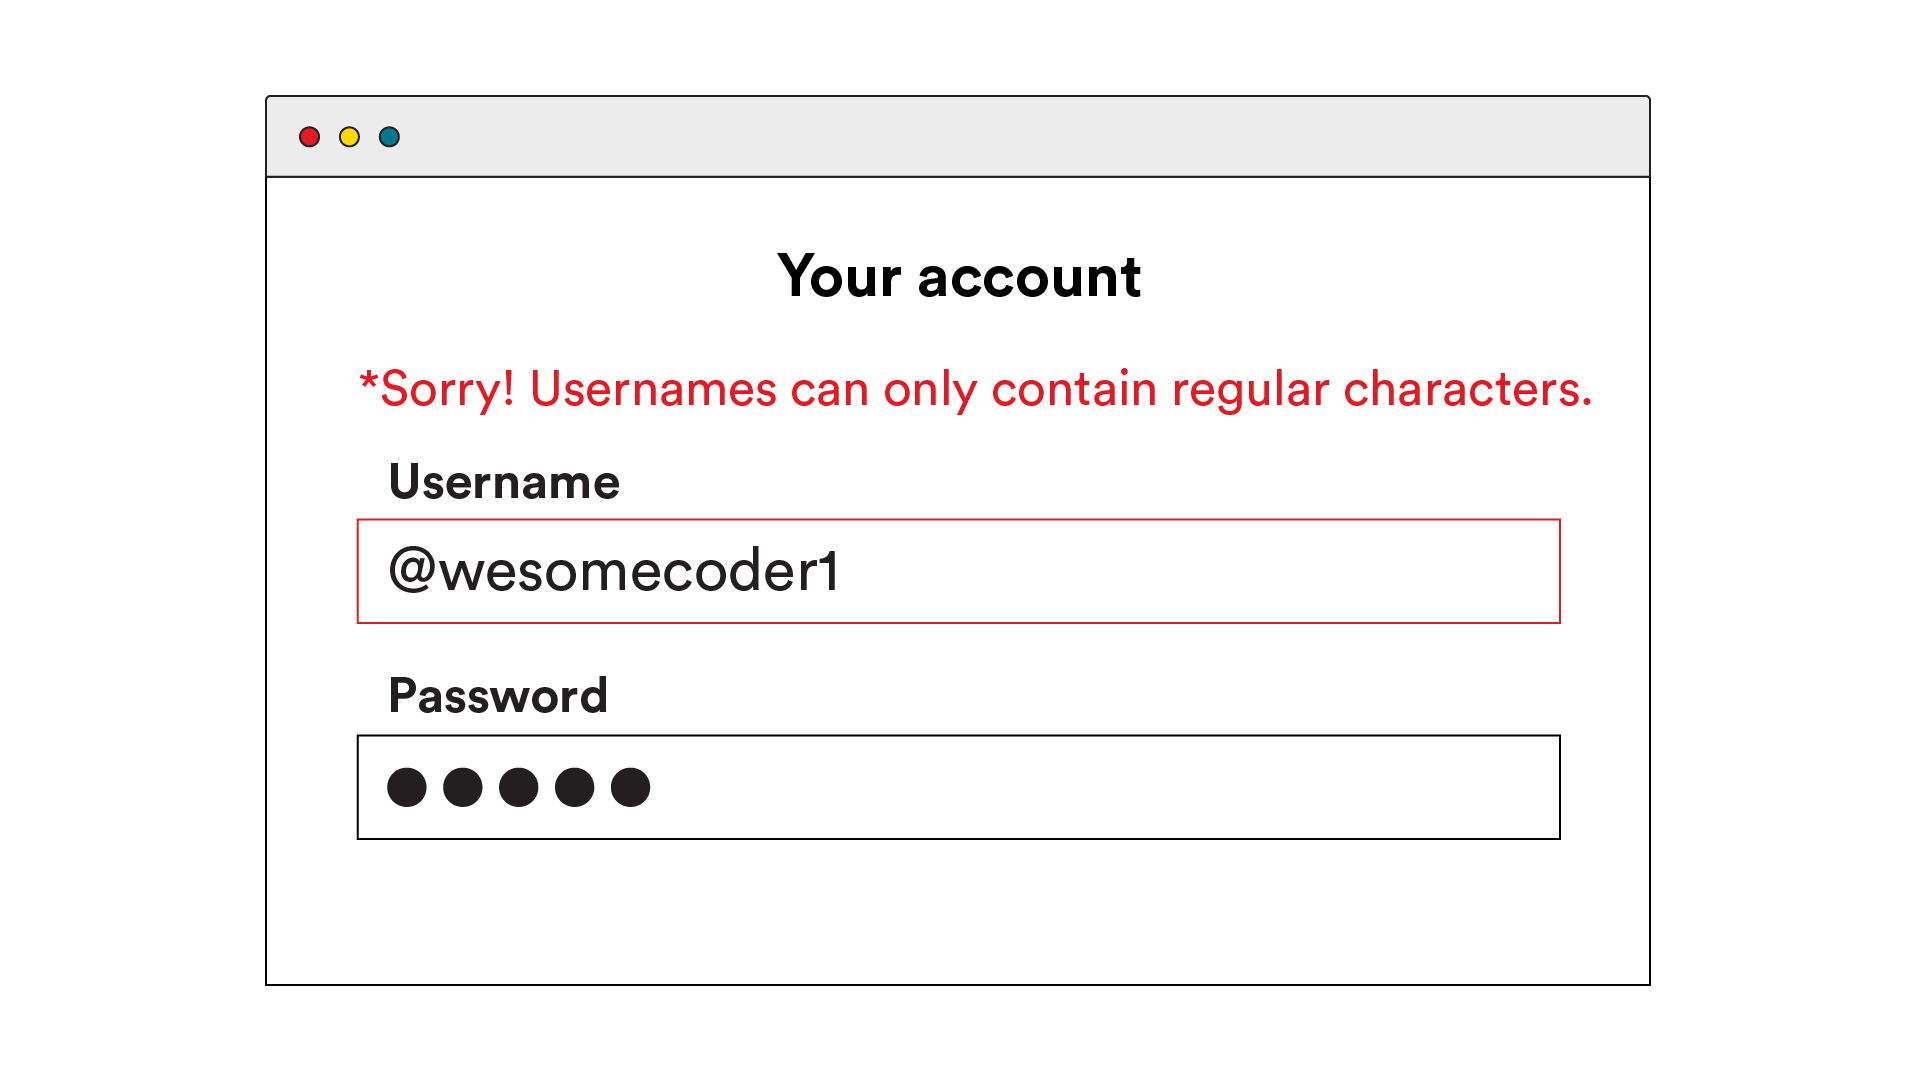 Your account
*Sorry! Usernames can only contain regular characters.
Username
@wesomecoder1
Password